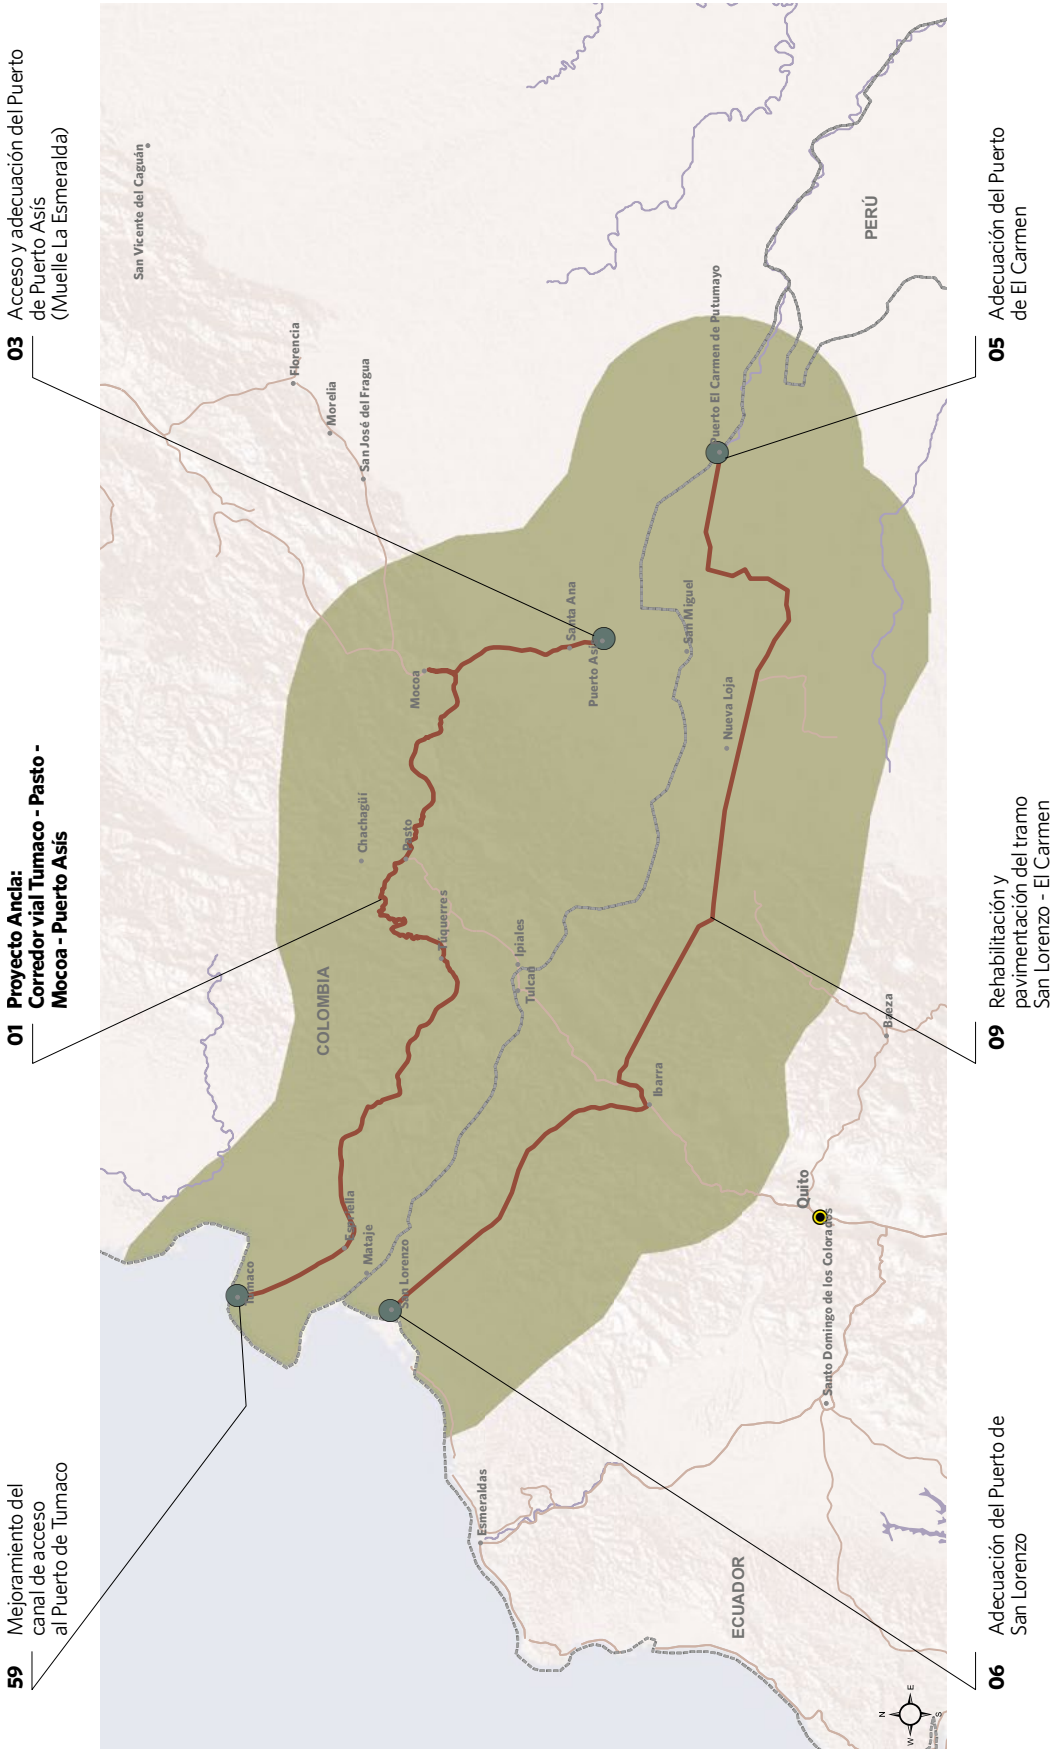 59
Mejoramiento del
canal de acceso
al Puerto de Tumaco
01
Proyecto Ancla:
Corredor vial Tumaco - Pasto -
Mocoa - Puerto Asís
03
Acceso y adecuación del Puerto
de Puerto Asís
(Muelle La Esmeralda)
San Vicente del Caguán
Florencia
Morelia
San José del Fragua
COLOMBIA
Chachagüí
Mocoa
Pasto
Túquerres
Tumaco
Mataje
San Lorenzo
Ipiales
Tulcan
Santa Ana
Puerto Asís
San Miguel
Puerto El Carmen de Putumayo
Nueva Loja
Ibarra
PERÚ
Esmeraldas
Quito
Baeza
Santo Domingo de los Colorados
ECUADOR
N
W
E
S
06
Adecuación del Puerto de
San Lorenzo
09
Rehabilitación y
pavimentación del tramo
San Lorenzo - El Carmen
05
Adecuación del Puerto
de El Carmen